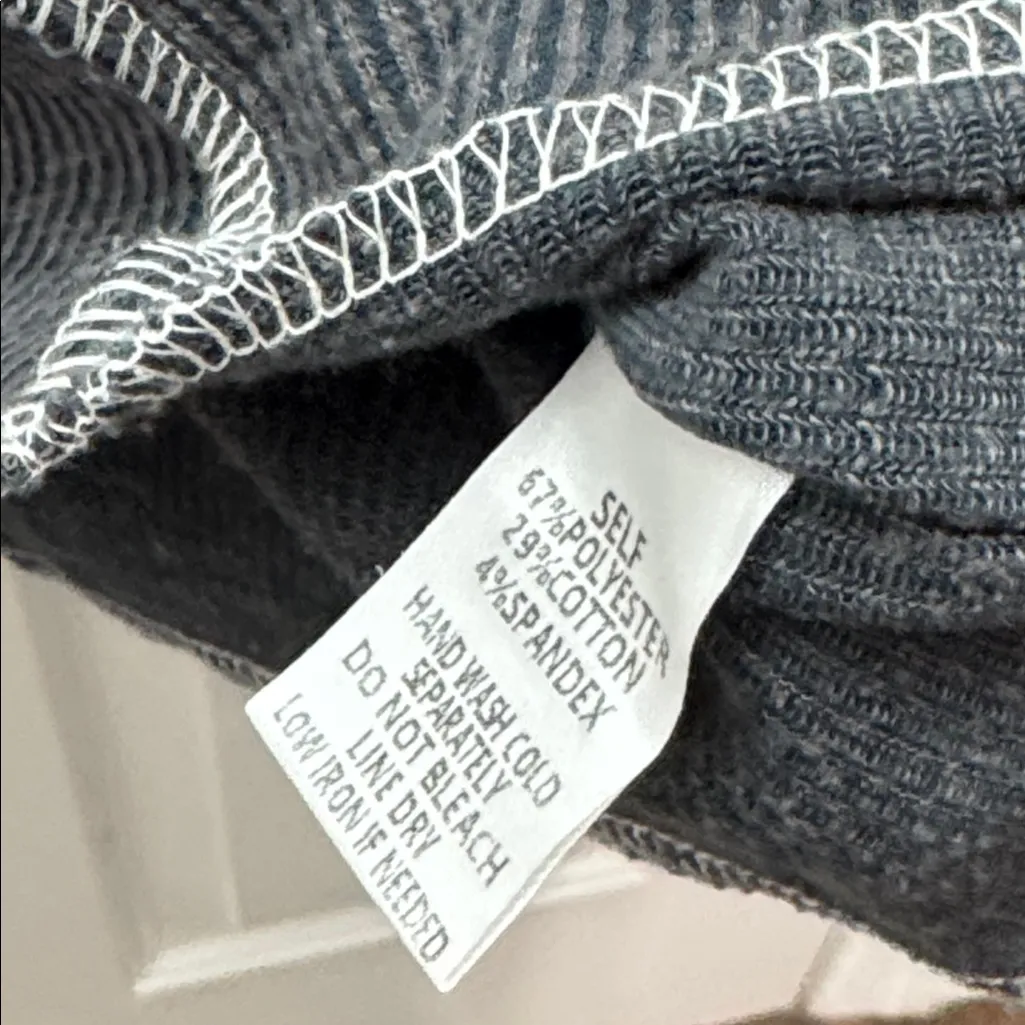 SELF
67%POLYESTER
29%COTTON
4%SPANDEX
HAND WASH COLD
SEPARATELY
DO NOT BLEACH
LINE DRY
LOW IRON IF NEEDED